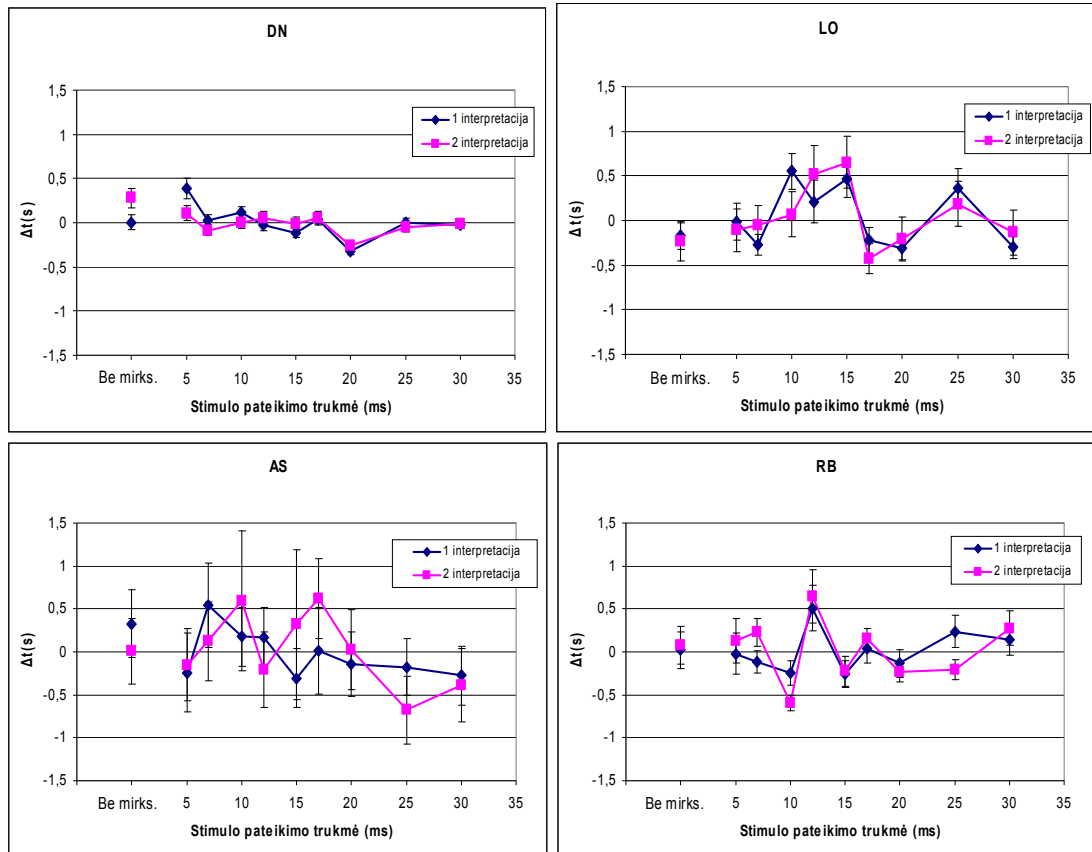 DN
1,5
1
0,5
0
-0,5
-1
-1,5
Δt(s)
1 interpretacija
2 interpretacija
Be mirks. 5 10 15 20 25 30 35
Stimulo pateikimo trukmė (ms)
LO
1,5
1
0,5
0
-0,5
-1
-1,5
Δt(s)
1 interpretacija
2 interpretacija
Be mirks. 5 10 15 20 25 30 35
Stimulo pateikimo trukmė (ms)
AS
1,5
1
0,5
0
-0,5
-1
-1,5
Δt(s)
1 interpretacija
2 interpretacija
Be mirks. 5 10 15 20 25 30 35
Stimulo pateikimo trukmė (ms)
RB
1,5
1
0,5
0
-0,5
-1
-1,5
Δt(s)
1 interpretacija
2 interpretacija
Be mirks. 5 10 15 20 25 30 35
Stimulo pateikimo trukmė (ms)